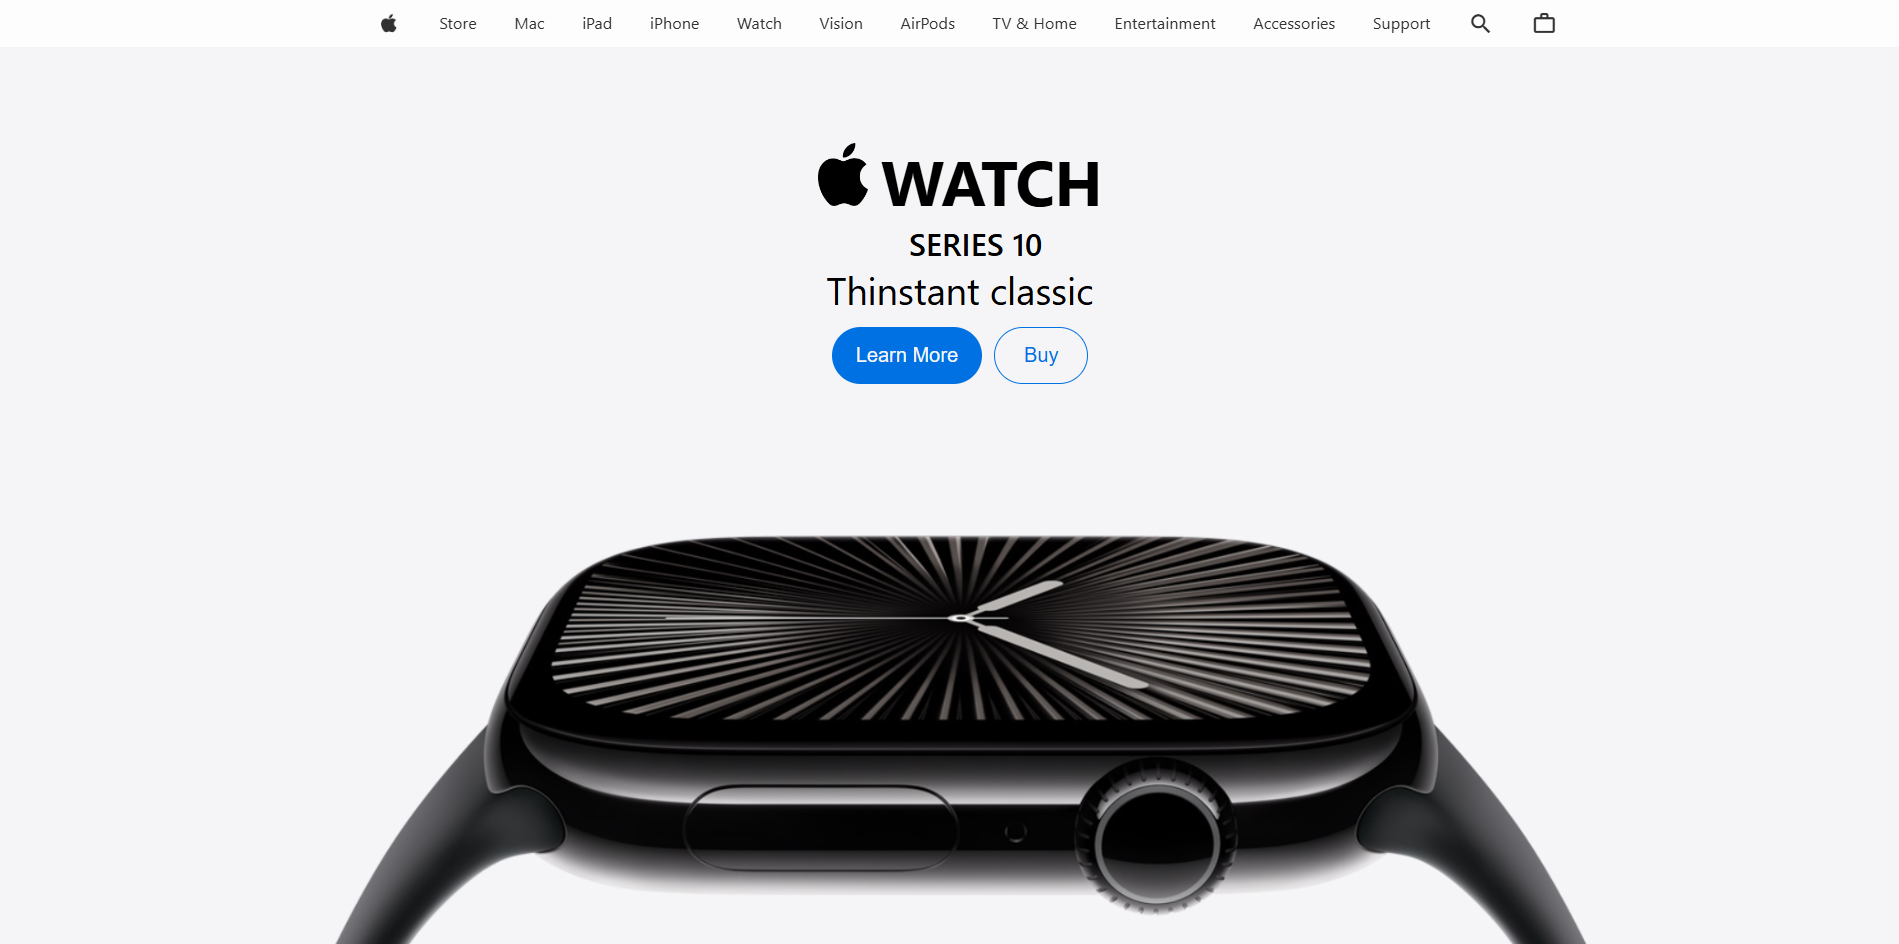 Store Mac iPad iPhone Watch Vision AirPods TV & Home Entertainment Accessories Support
WATCH
SERIES 10
Thinstant classic
Learn More Buy